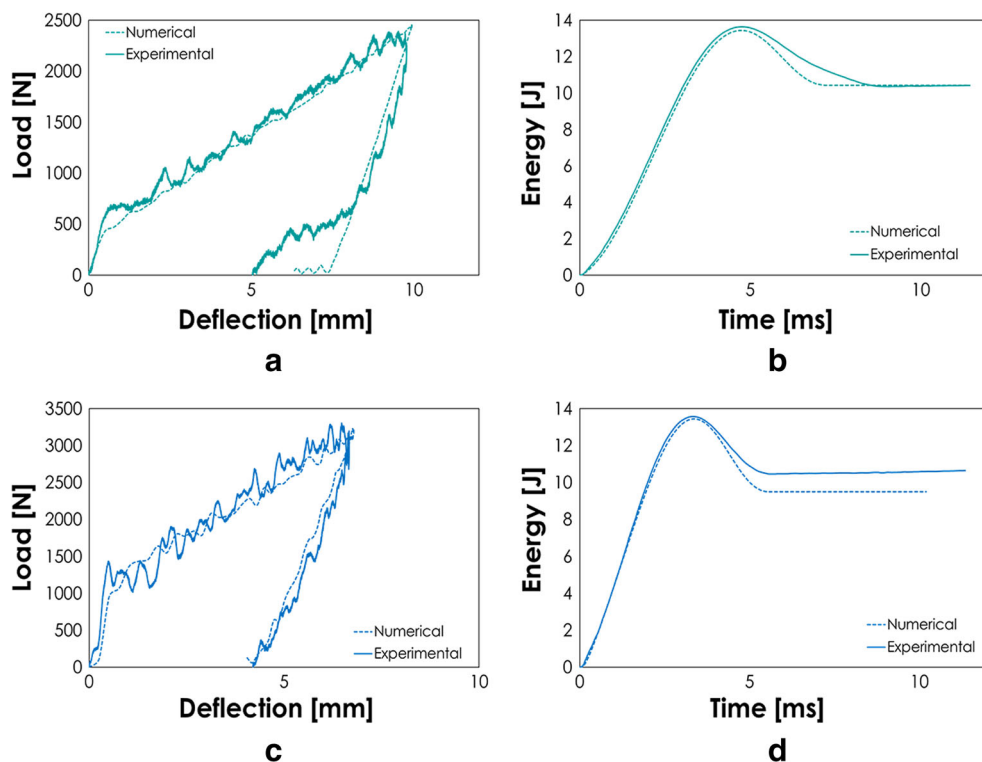 2500
2000
1500
1000
500
0
Load [N]
Numerical
Experimental
0 5 10
Deflection [mm]
a
14
12
10
8
6
4
2
0
Energy [J]
Numerical
Experimental
0 5 10
Time [ms]
b
3500
3000
2500
2000
1500
1000
500
0
Load [N]
Numerical
Experimental
0 5 10
Deflection [mm]
c
14
12
10
8
6
4
2
0
Energy [J]
Numerical
Experimental
0 5 10
Time [ms]
d